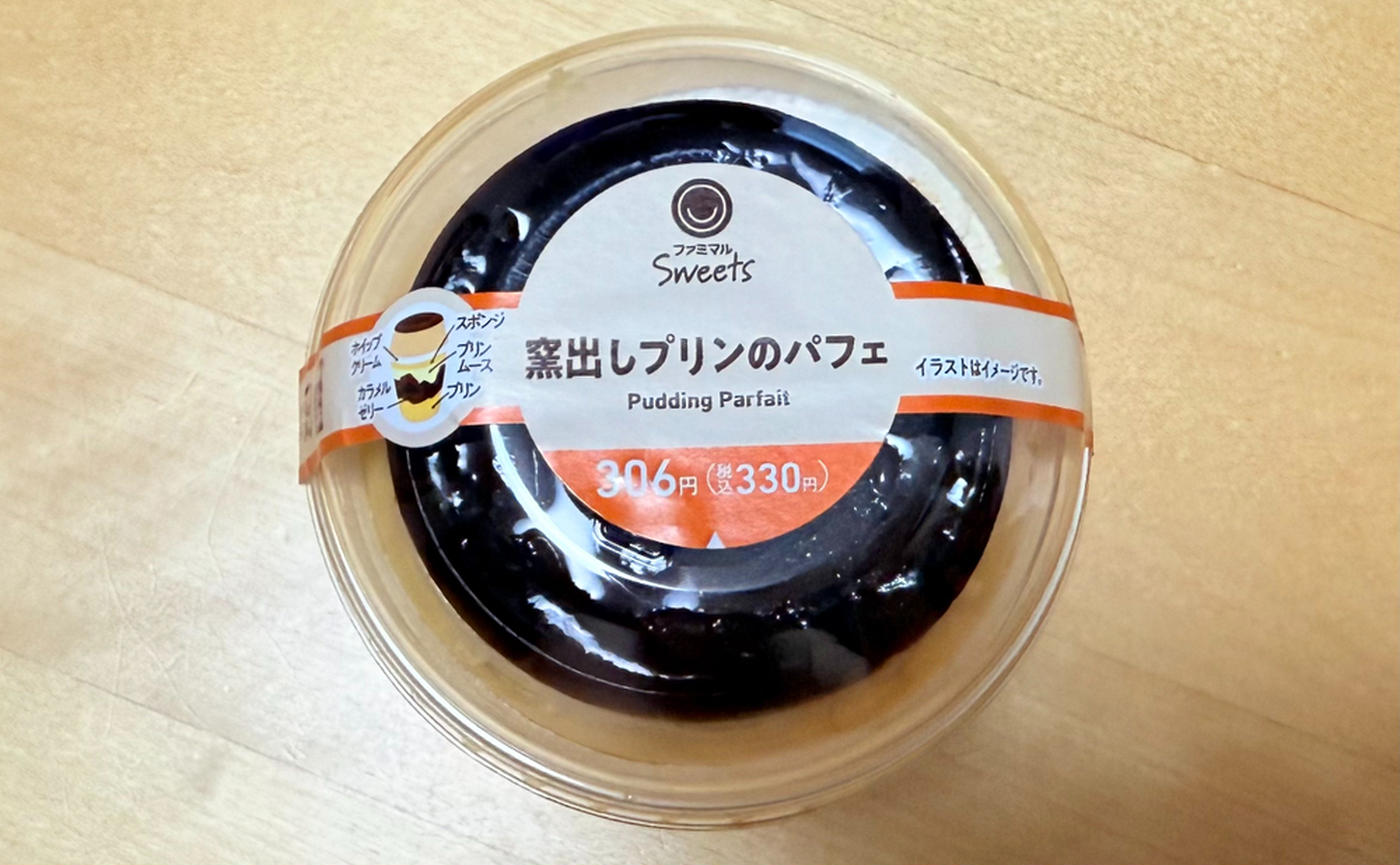 ファミマル
Sweets
窯出しプリンのパフェ
Pudding Parfait
306円(税込330円)
ホイップ
クリーム
カラメル
ゼリー
スポンジ
プリン
ムース
プリン
イラストはイメージです。